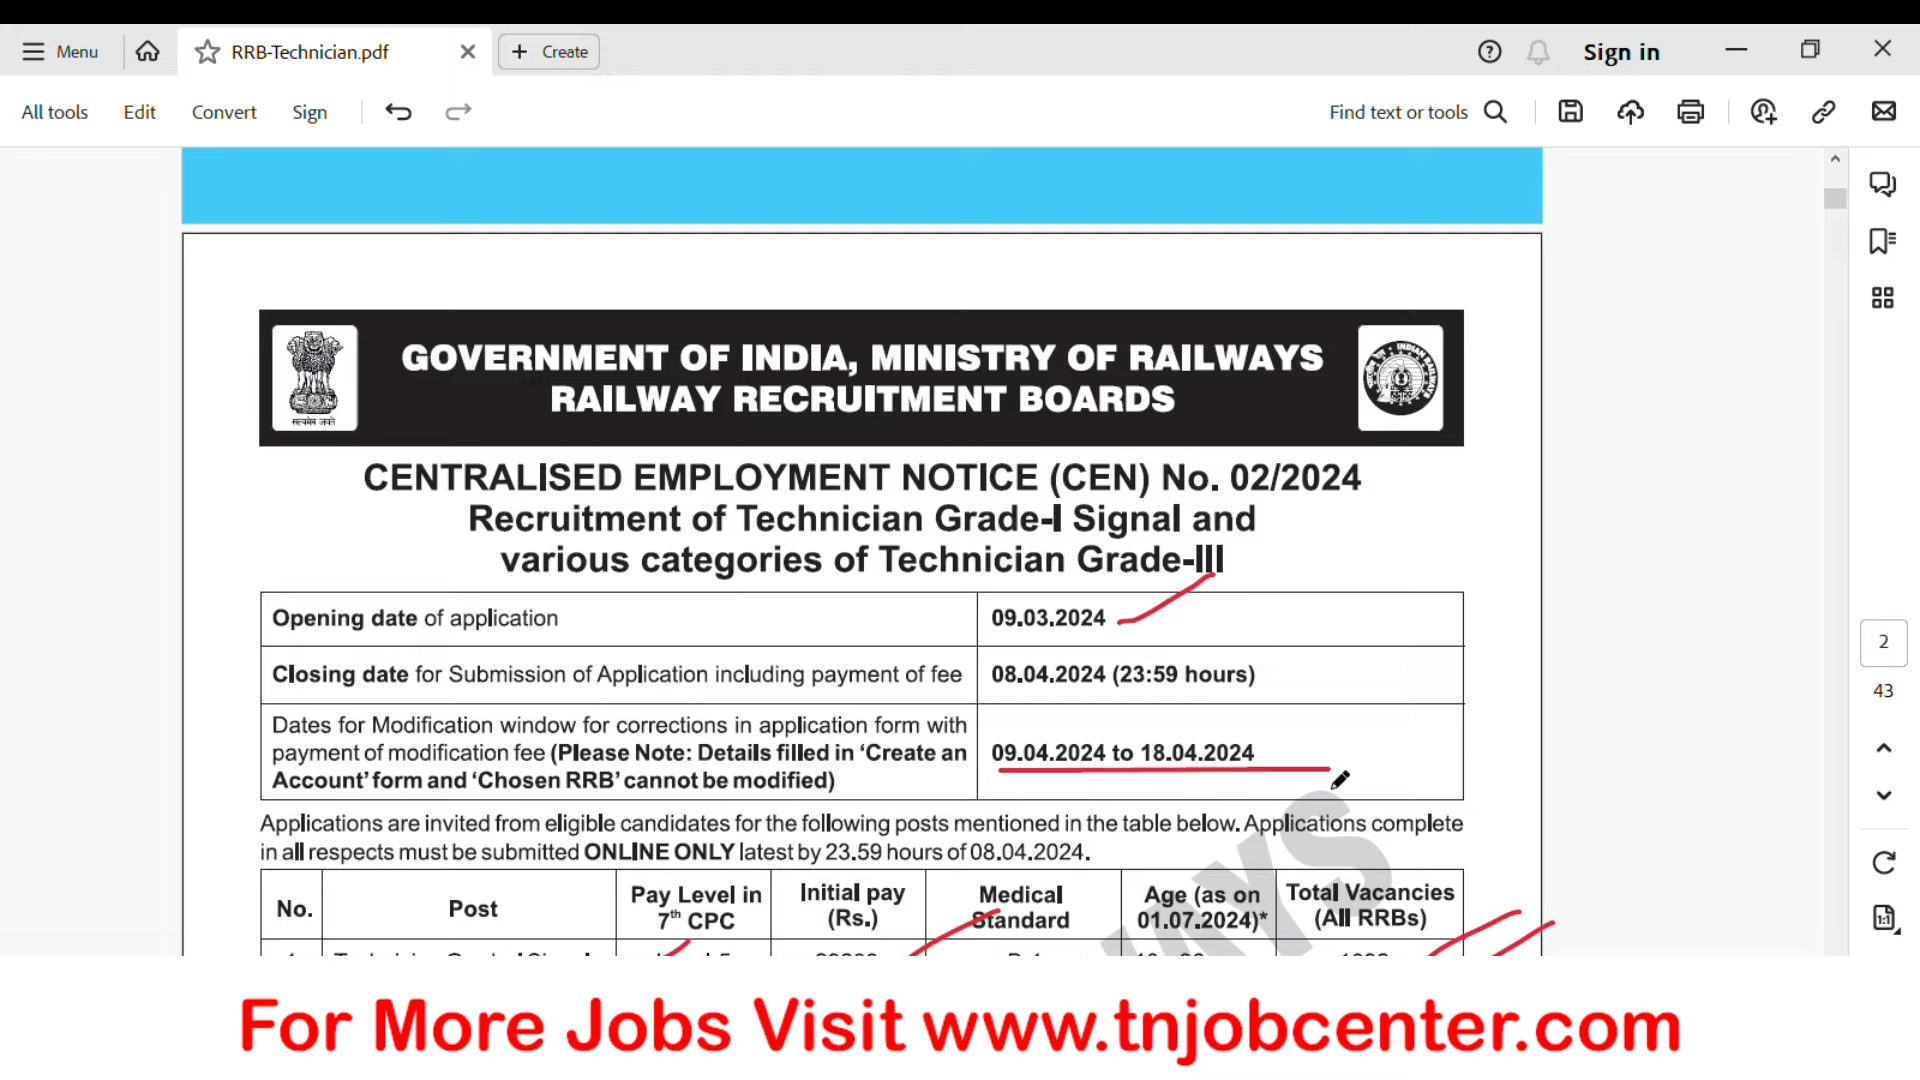 Menu
RRB-Technician.pdf
Create
Sign in
All tools
Edit
Convert
Sign
Find text or tools
GOVERNMENT OF INDIA, MINISTRY OF RAILWAYS
RAILWAY RECRUITMENT BOARDS
सत्यमेव जयते
CENTRALISED EMPLOYMENT NOTICE (CEN) No. 02/2024
Recruitment of Technician Grade-I Signal and
various categories of Technician Grade-III
Opening date of application 09.03.2024
Closing date for Submission of Application including payment of fee 08.04.2024 (23:59 hours)
Dates for Modification window for corrections in application form with
payment of modification fee (Please Note: Details filled in ‘Create an
Account’ form and ‘Chosen RRB’ cannot be modified)
09.04.2024 to 18.04.2024
Applications are invited from eligible candidates for the following posts mentioned in the table below. Applications complete
in all respects must be submitted ONLINE ONLY latest by 23.59 hours of 08.04.2024.
No.
Post
Pay Level in
7th CPC
Initial pay
(Rs.)
Medical
Standard
Age (as on
01.07.2024)*
Total Vacancies
(All RRBs)
2
43
For More Jobs Visit www.tnjobcenter.com